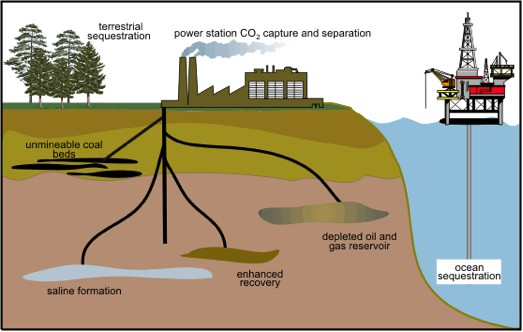 terrestrial
sequestration
power station CO₂ capture and separation
unmineable coal
beds
depleted oil and
gas reservoir
enhanced
recovery
saline formation
ocean
sequestration